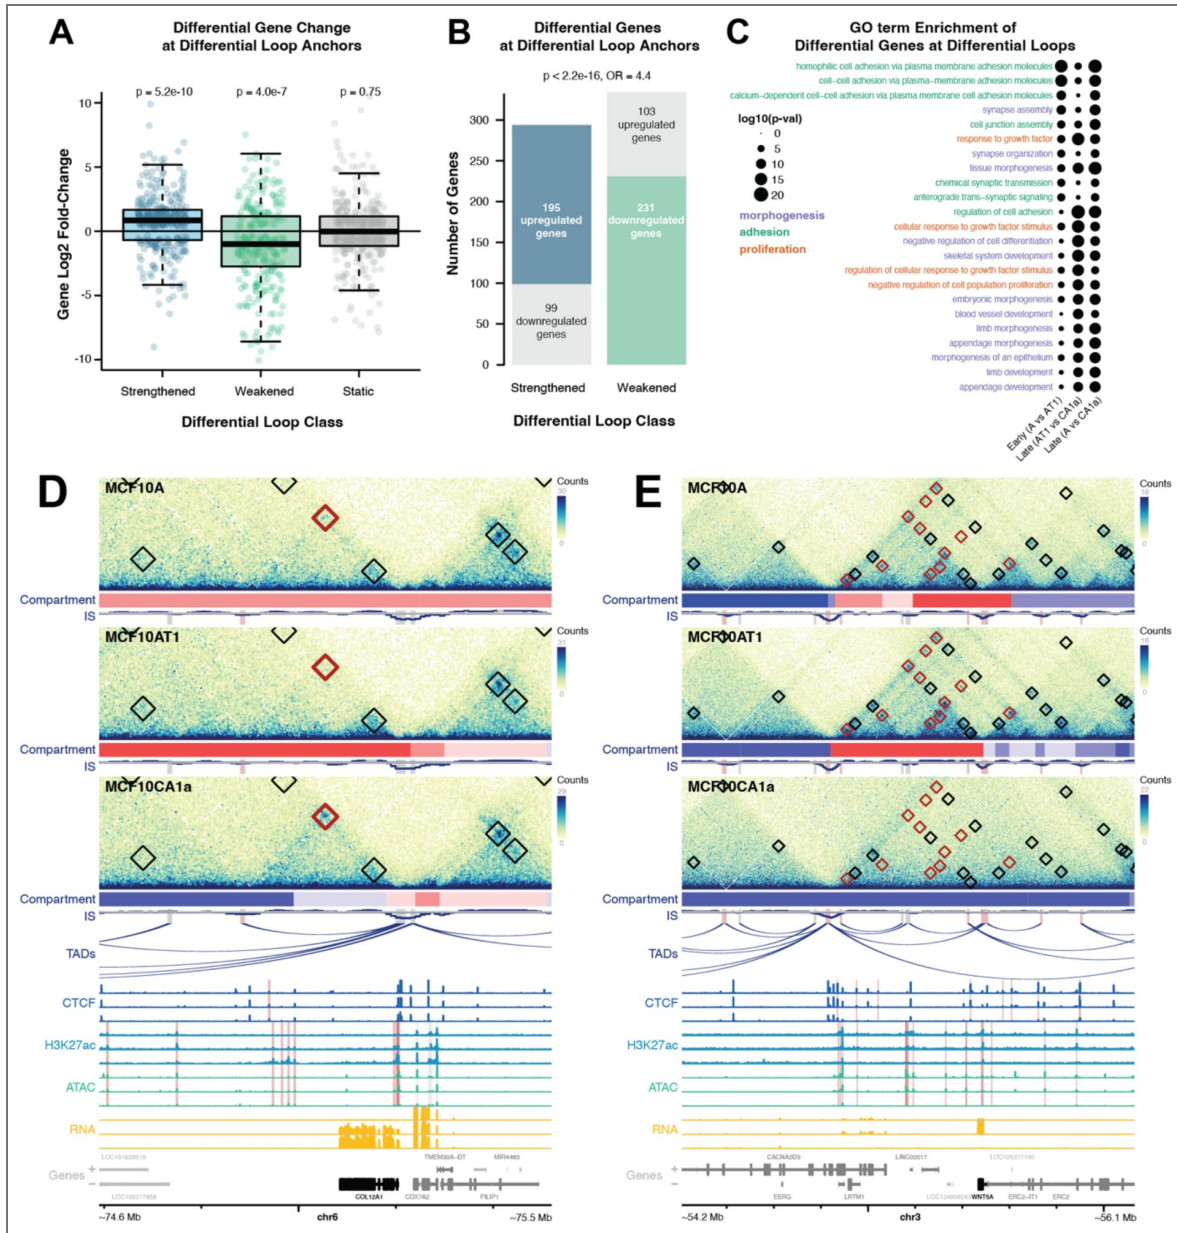 A
Differential Gene Change
at Differential Loop Anchors
p = 5.2e-10
p = 4.0e-7
p = 0.75
Gene Log2 Fold-Change
10
5
0
-5
-10
Strengthened
Weakened
Static
Differential Loop Class
B
Differential Genes
at Differential Loop Anchors
p < 2.2e-16, OR = 4.4
Number of Genes
300
250
200
150
100
50
0
195
upregulated
genes
99
downregulated
genes
103
upregulated
genes
231
downregulated
genes
Strengthened
Weakened
Differential Loop Class
C
GO term Enrichment of
Differential Genes at Differential Loops
log10(p-val)
0
5
10
15
20
morphogenesis
adhesion
proliferation
homophilic cell adhesion via plasma membrane adhesion molecules
cell-cell adhesion via plasma-membrane adhesion molecules
calcium-dependent cell-cell adhesion via plasma membrane cell adhesion molecules
synapse assembly
cell junction assembly
response to growth factor
synapse organization
tissue morphogenesis
chemical synaptic transmission
anterograde trans-synaptic signaling
regulation of cell adhesion
cellular response to growth factor stimulus
negative regulation of cell differentiation
skeletal system development
regulation of cellular response to growth factor stimulus
negative regulation of cell population proliferation
embryonic morphogenesis
blood vessel development
limb morphogenesis
appendage morphogenesis
morphogenesis of an epithelium
limb development
appendage development
Early (A vs AT1)
Late (AT1 vs CA1a)
Late (A vs CA1a)
D
MCF10A
Counts
30
0
Compartment
IS
MCF10AT1
Counts
31
0
Compartment
IS
MCF10CA1a
Counts
29
0
Compartment
IS
TADs
CTCF
H3K27ac
ATAC
RNA
Genes
+
-
TMEM30A-DT
MIR4463
COL12A1
COX7A2
FILIP1
~74.6 Mb
chr6
~75.5 Mb
E
MCF10A
Counts
16
0
Compartment
IS
MCF10AT1
Counts
16
0
Compartment
IS
MCF10CA1a
Counts
22
0
Compartment
IS
TADs
CTCF
H3K27ac
ATAC
RNA
Genes
+
-
CACNA2D3
LINC02017
LOC105377100
ESRG
LRTM1
WNT5A
ERC2-IT1
ERC2
~54.2 Mb
chr3
~56.1 Mb